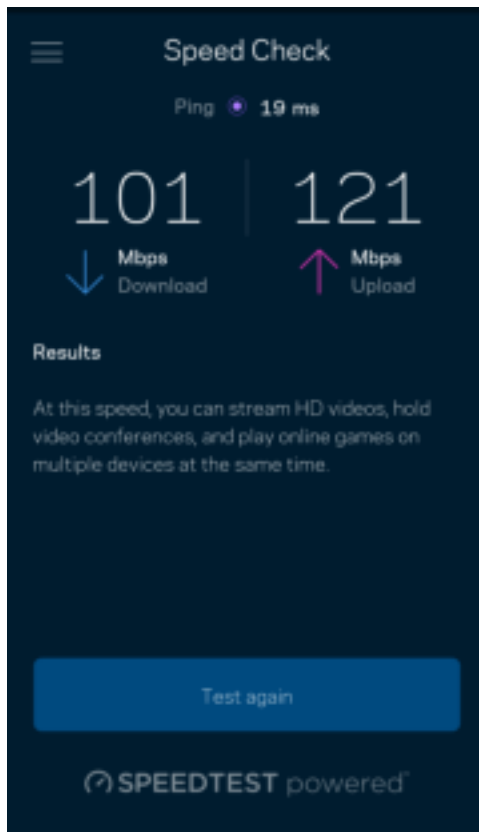 Speed Check
Ping 19 ms
101 121
Mbps Mbps
Download Upload
Results
At this speed, you can stream HD videos, hold
video conferences, and play online games on
multiple devices at the same time.
Test again
SPEEDTEST powered™